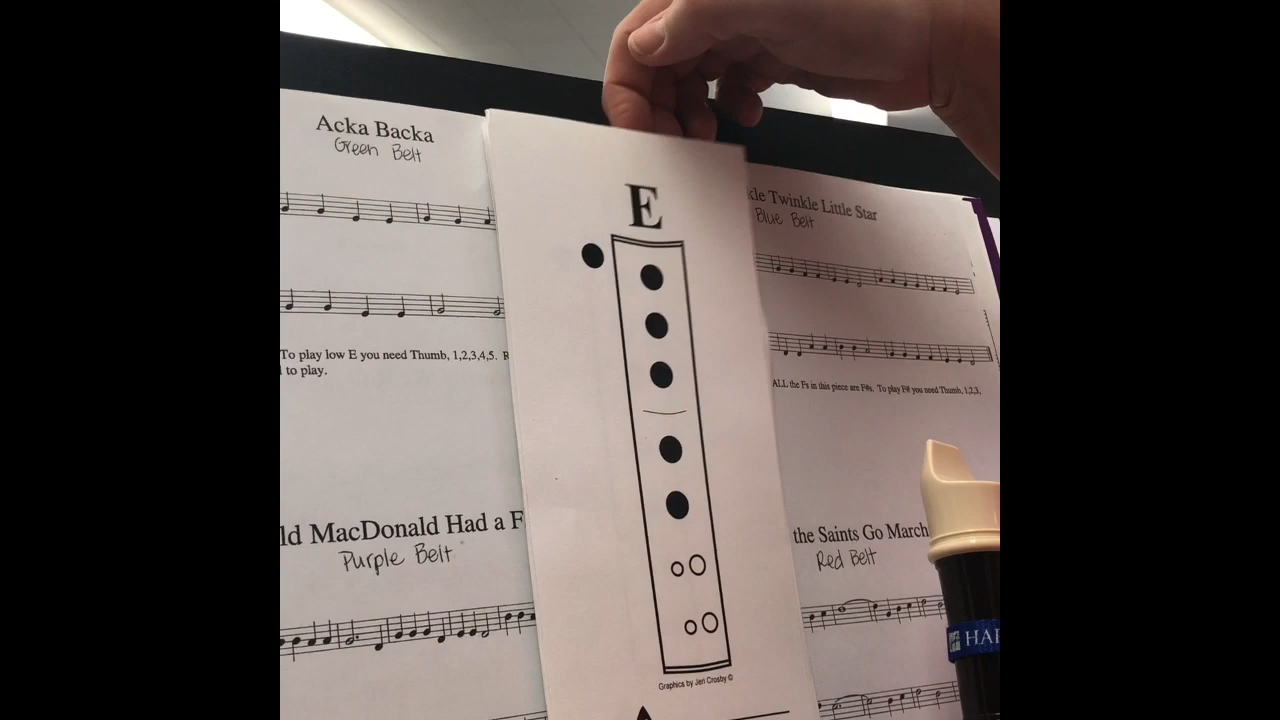 Acka Backa
Green Belt
To play low E you need Thumb, 1,2,3,4,5.
to play.
MacDonald Had a
Purple Belt
E
Graphics by Jeri Crosby ©
Twinkle Little Star
Blue Belt
ALL the Fs in this piece are F#s. To play F# you need Thumb, 1,2,3,
the Saints Go March
Red Belt